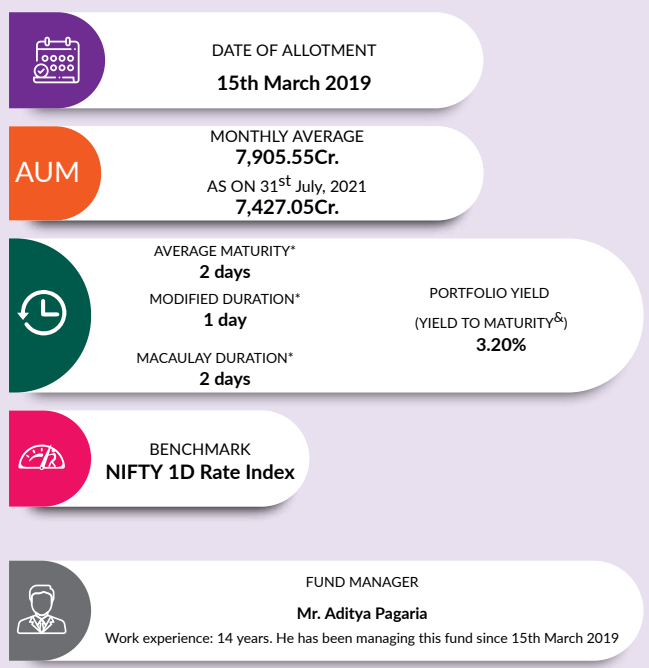 DATE OF ALLOTMENT
15th March 2019
AUM
MONTHLY AVERAGE
7,905.55Cr.
AS ON 31st July, 2021
7,427.05Cr.
AVERAGE MATURITY*
2 days
MODIFIED DURATION*
1 day
MACAULAY DURATION*
2 days
PORTFOLIO YIELD
(YIELD TO MATURITY&)
3.20%
BENCHMARK
NIFTY 1D Rate Index
FUND MANAGER
Mr. Aditya Pagaria
Work experience: 14 years. He has been managing this fund since 15th March 2019